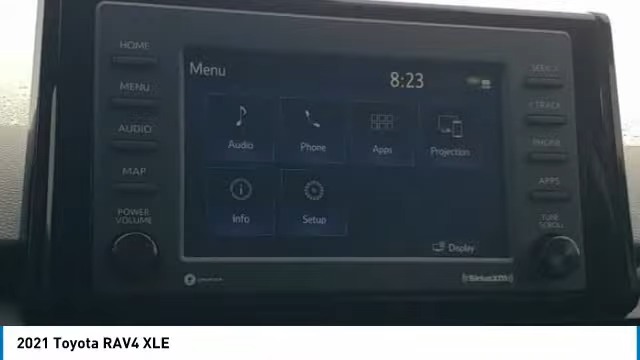 HOME
MENU
AUDIO
MAP
POWER
VOLUME
Menu
8:23
Audio
Phone
Apps
Projection
Info
Setup
Display
SEEK >
< TRACK
PHONE
APPS
TUNE
SCROLL
SiriusXM
2021 Toyota RAV4 XLE